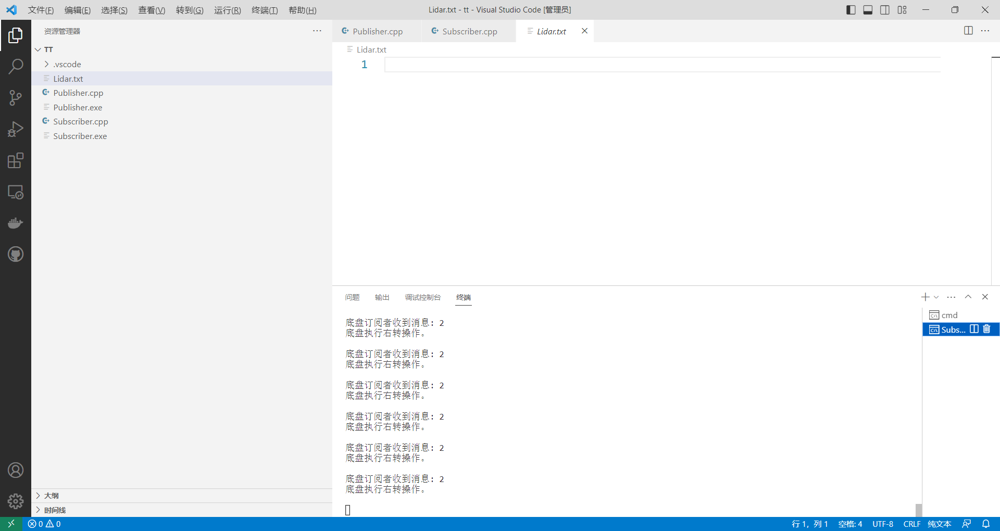 文件(F) 编辑(E) 选择(S) 查看(V) 转到(G) 运行(R) 终端(T) 帮助(H) Lidar.txt - tt - Visual Studio Code [管理员]
资源管理器
TT
.vscode
Lidar.txt
Publisher.cpp
Publisher.exe
Subscriber.cpp
Subscriber.exe
大纲
时间线
Publisher.cpp Subscriber.cpp Lidar.txt
Lidar.txt
1
问题 输出 调试控制台 终端
底盘订阅者收到消息: 2
底盘执行右转操作。
底盘订阅者收到消息: 2
底盘执行右转操作。
底盘订阅者收到消息: 2
底盘执行右转操作。
底盘订阅者收到消息: 2
底盘执行右转操作。
底盘订阅者收到消息: 2
底盘执行右转操作。
底盘订阅者收到消息: 2
底盘执行右转操作。
cmd
Subs...
0 0 行 1，列 1 空格: 4 UTF-8 CRLF 纯文本